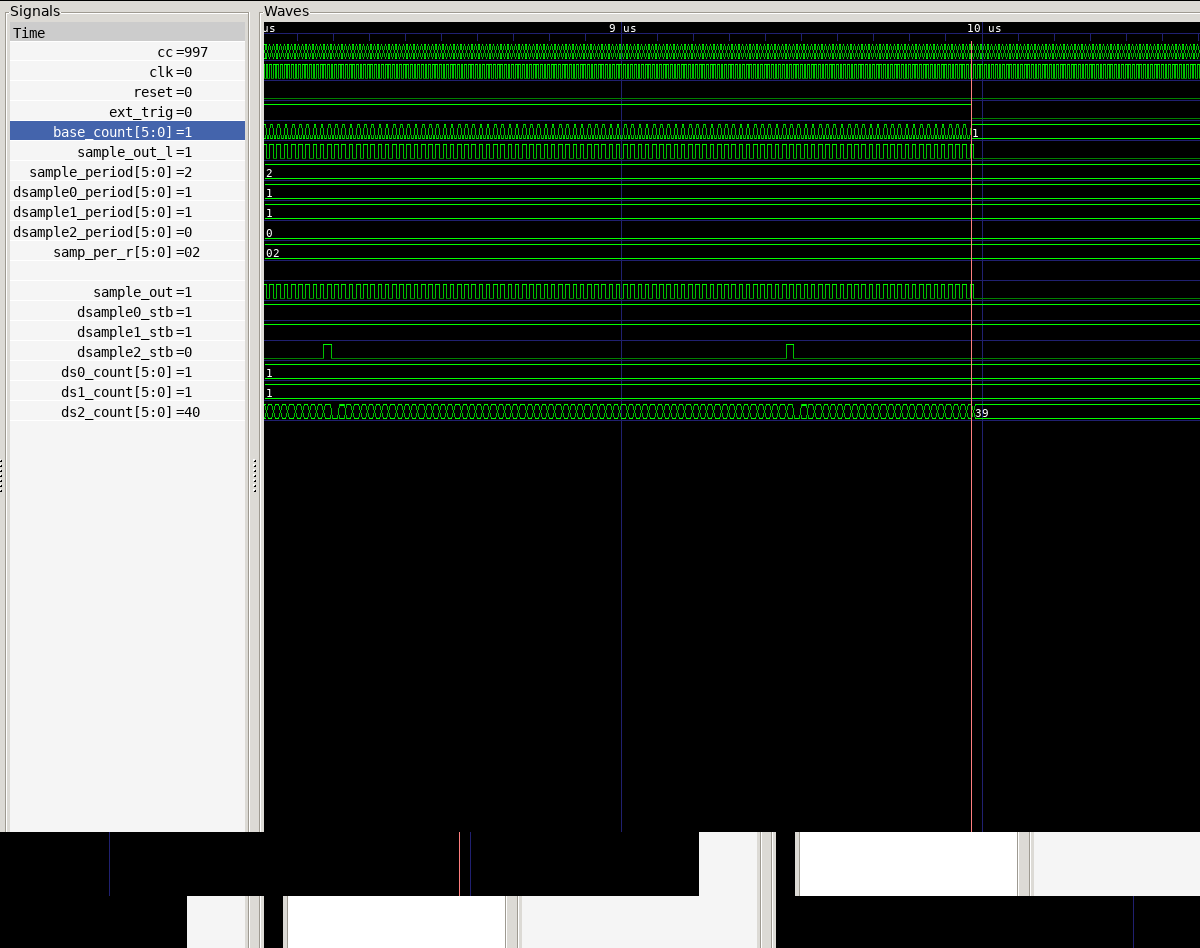 Signals
Waves
Time
us
9 us
10 us
cc=997
clk=0
reset=0
ext_trig=0
base_count[5:0]=1
1
sample_out_l=1
sample_period[5:0]=2
2
dsample0_period[5:0]=1
1
dsample1_period[5:0]=1
1
dsample2_period[5:0]=0
0
samp_per_r[5:0]=02
02
sample_out=1
dsample0_stb=1
dsample1_stb=1
dsample2_stb=0
ds0_count[5:0]=1
1
ds1_count[5:0]=1
1
ds2_count[5:0]=40
39